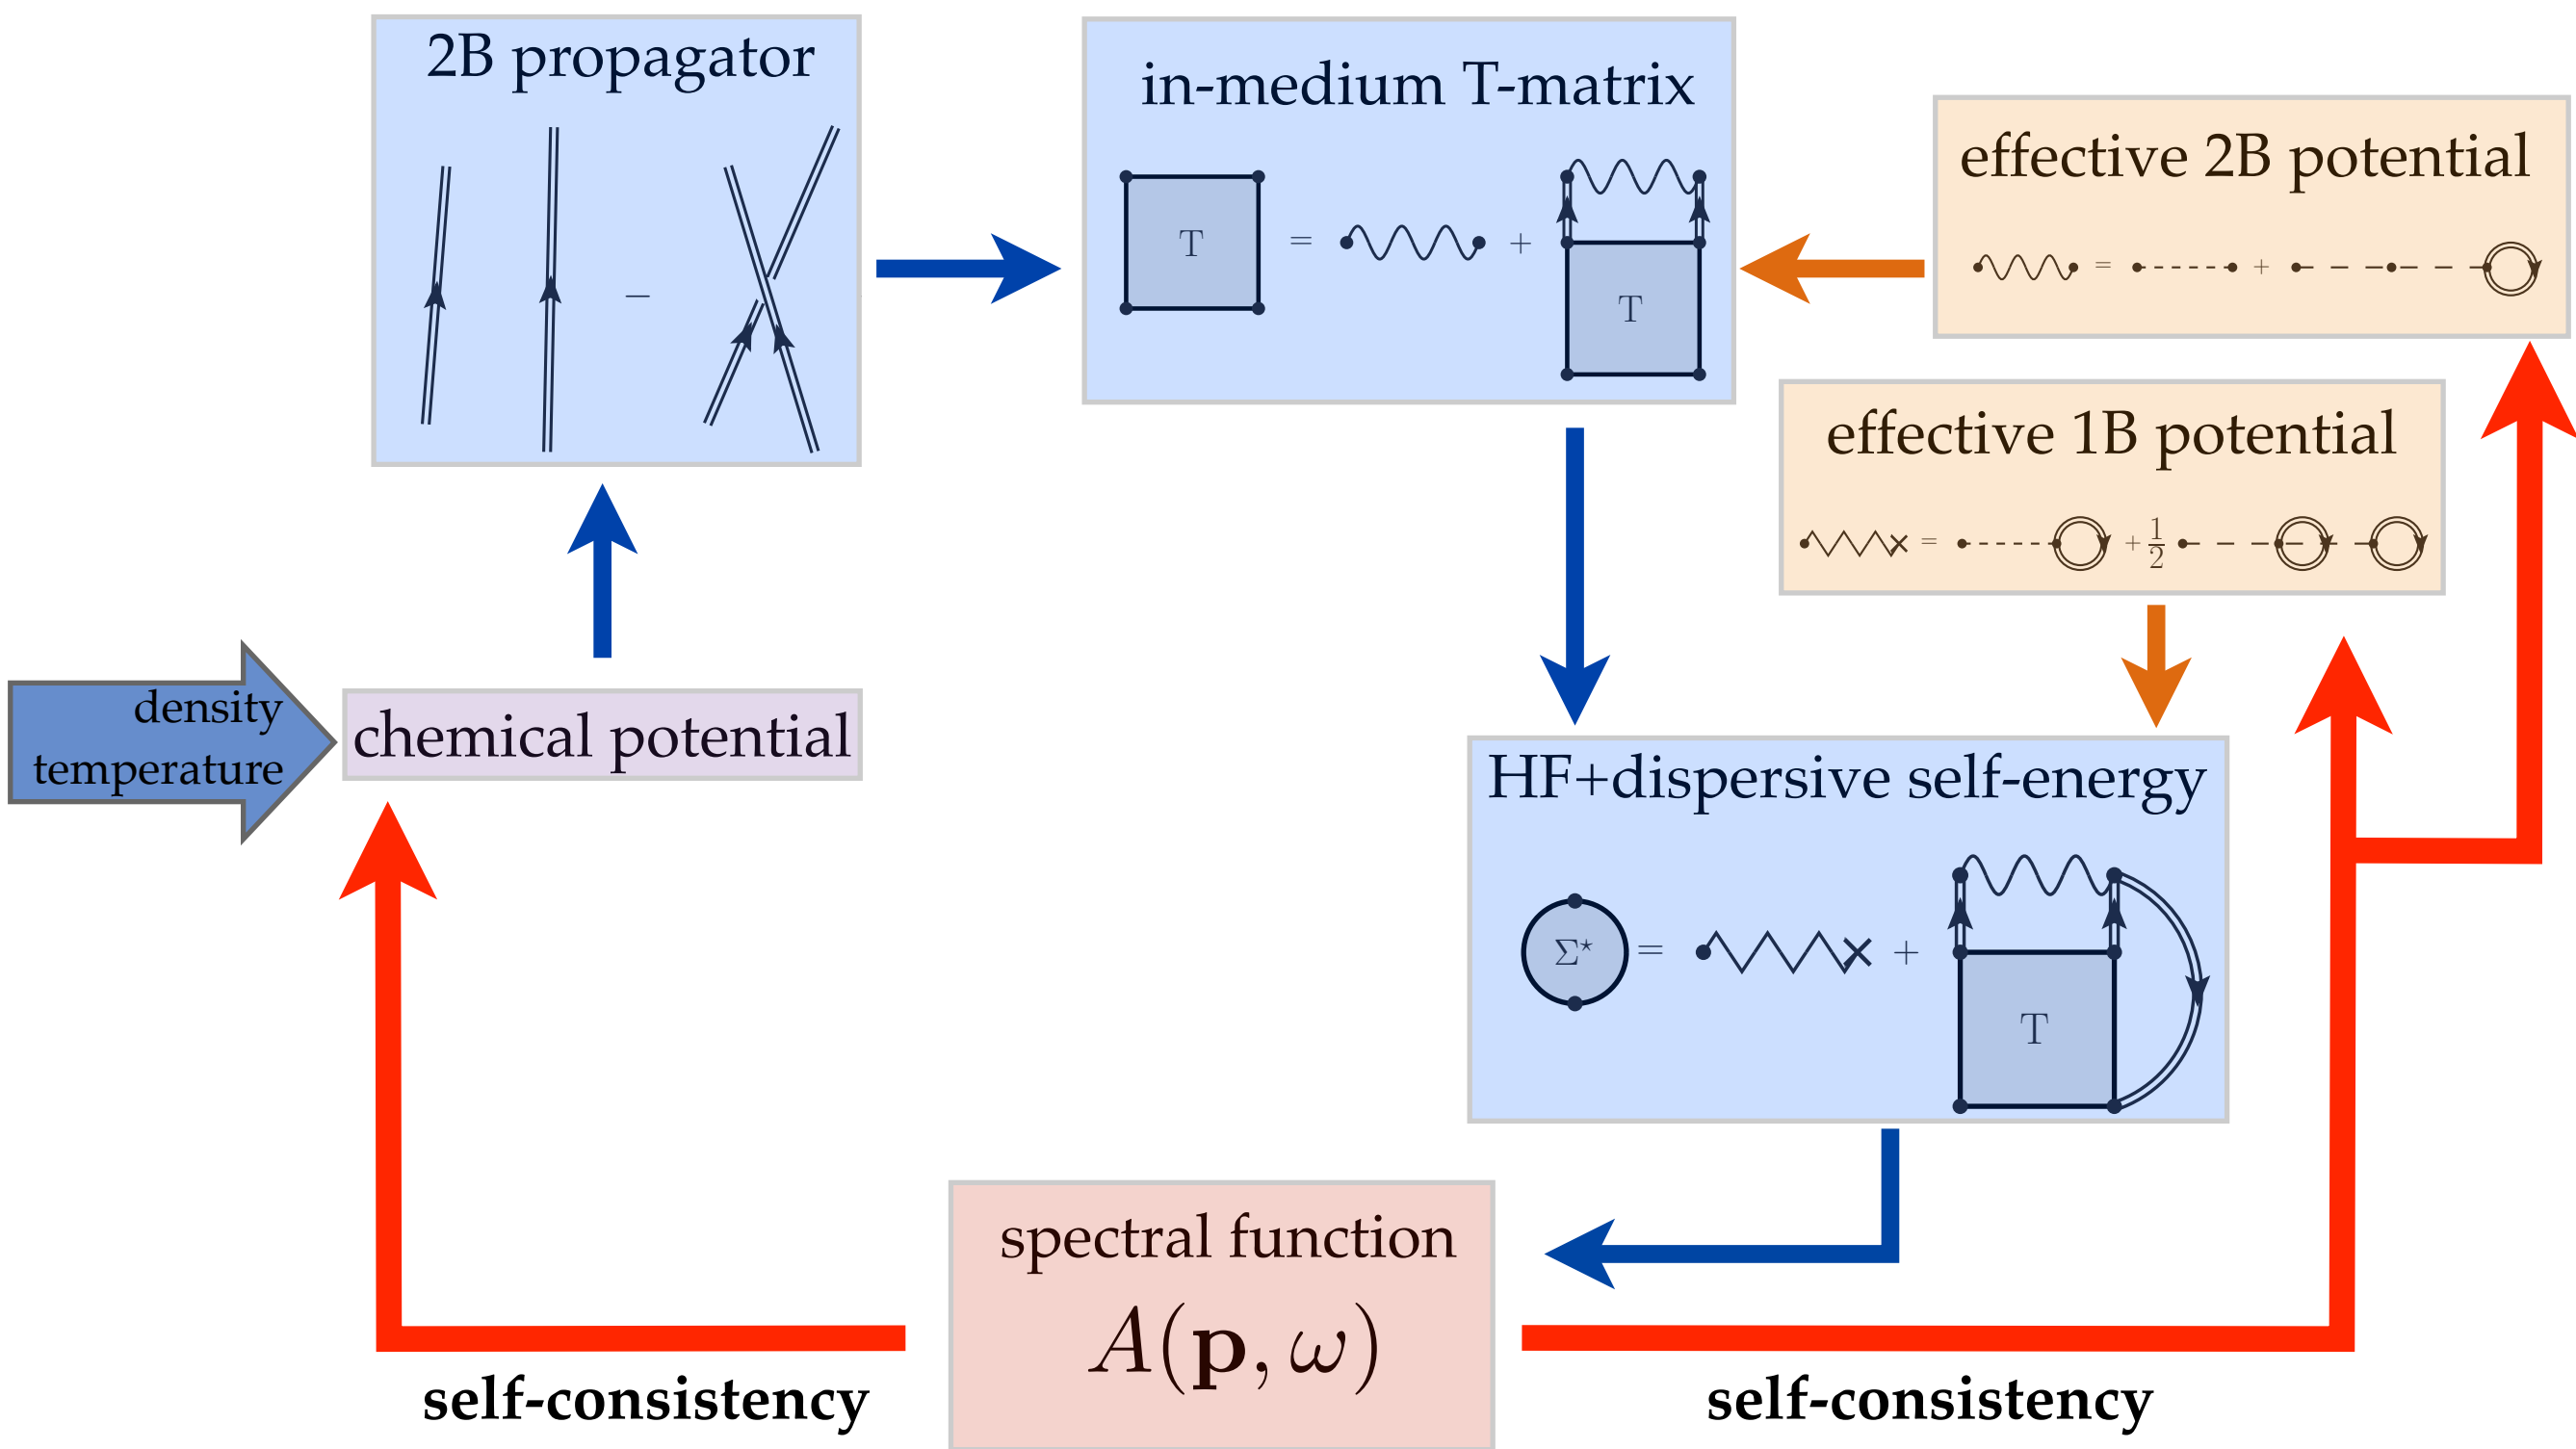 2B propagator
−
in-medium T-matrix
T = + T
effective 2B potential
= +
effective 1B potential
= + 1/2
density
temperature
chemical potential
HF+dispersive self-energy
Σ* = + T
spectral function
A(p, ω)
self-consistency
self-consistency